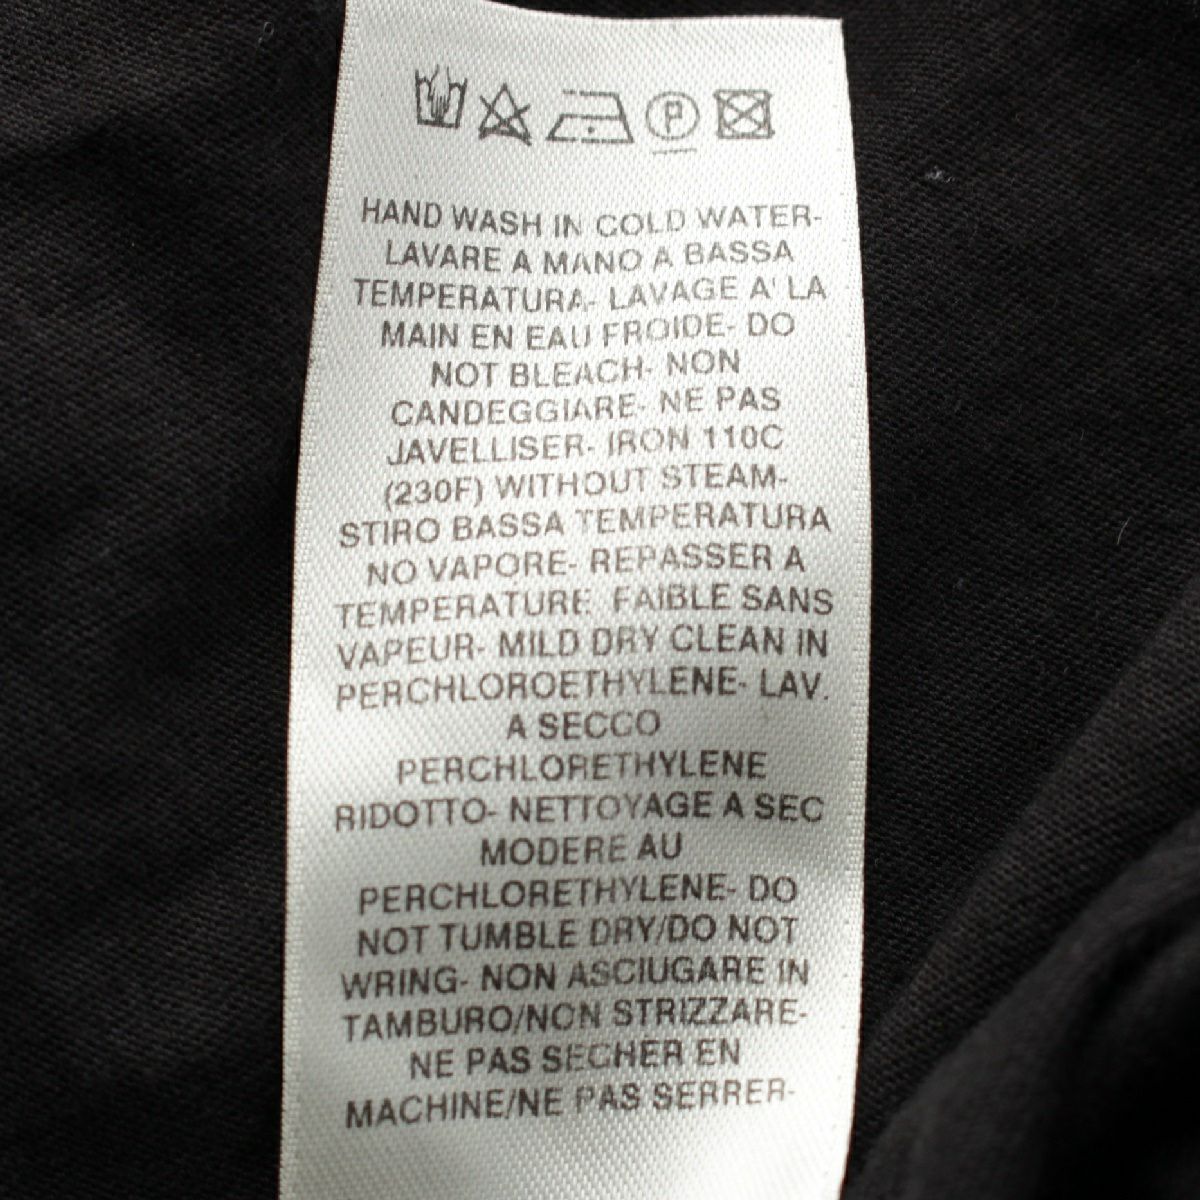 P
HAND WASH IN COLD WATER-
LAVARE A MANO A BASSA
TEMPERATURA- LAVAGE A' LA
MAIN EN EAU FROIDE- DO
NOT BLEACH- NON
CANDEGGIARE- NE PAS
JAVELLISER- IRON 110C
(230F) WITHOUT STEAM-
STIRO BASSA TEMPERATURA
NO VAPORE- REPASSER A
TEMPERATURE FAIBLE SANS
VAPEUR- MILD DRY CLEAN IN
PERCHLOROETHYLENE- LAV.
A SECCO
PERCHLORETHYLENE
RIDOTTO- NETTOYAGE A SEC
MODERE AU
PERCHLORETHYLENE- DO
NOT TUMBLE DRY/DO NOT
WRING- NON ASCIUGARE IN
TAMBURO/NON STRIZZARE-
NE PAS SECHER EN
MACHINE/NE PAS SERRER-